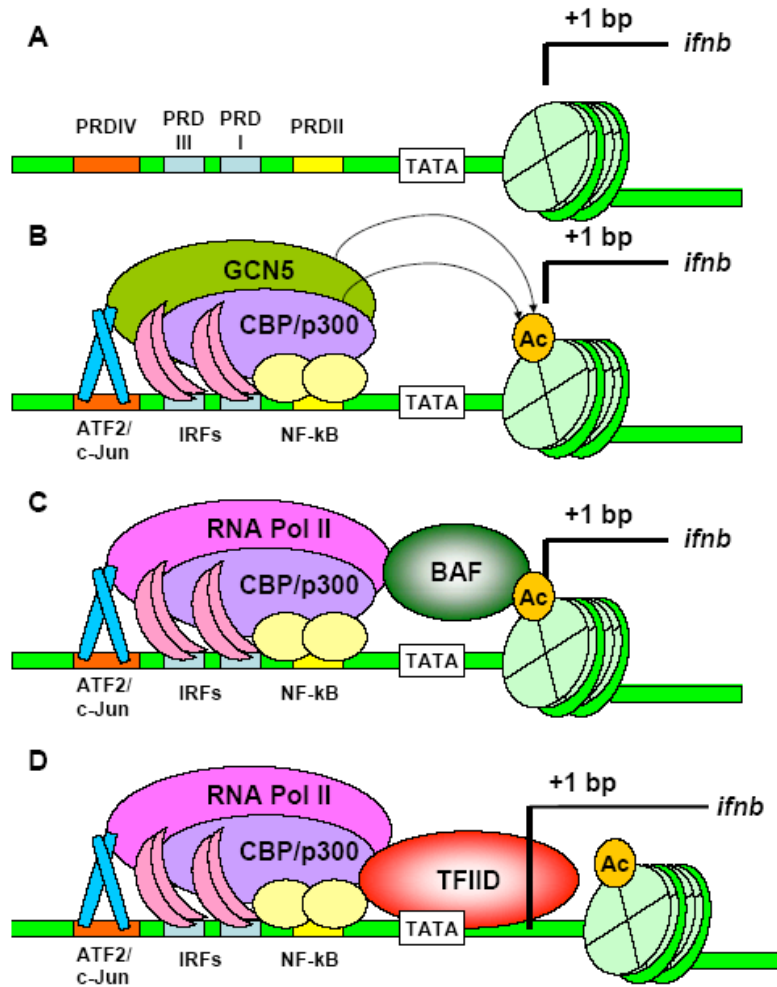 A
+1 bp
ifnb
PRDIV
PRD
III
PRD
I
PRDII
TATA
B
+1 bp
ifnb
GCN5
CBP/p300
Ac
TATA
ATF2/
c-Jun
IRFs
NF-kB
C
+1 bp
ifnb
RNA Pol II
CBP/p300
BAF
Ac
TATA
ATF2/
c-Jun
IRFs
NF-kB
D
+1 bp
ifnb
RNA Pol II
CBP/p300
TFIID
Ac
TATA
ATF2/
c-Jun
IRFs
NF-kB